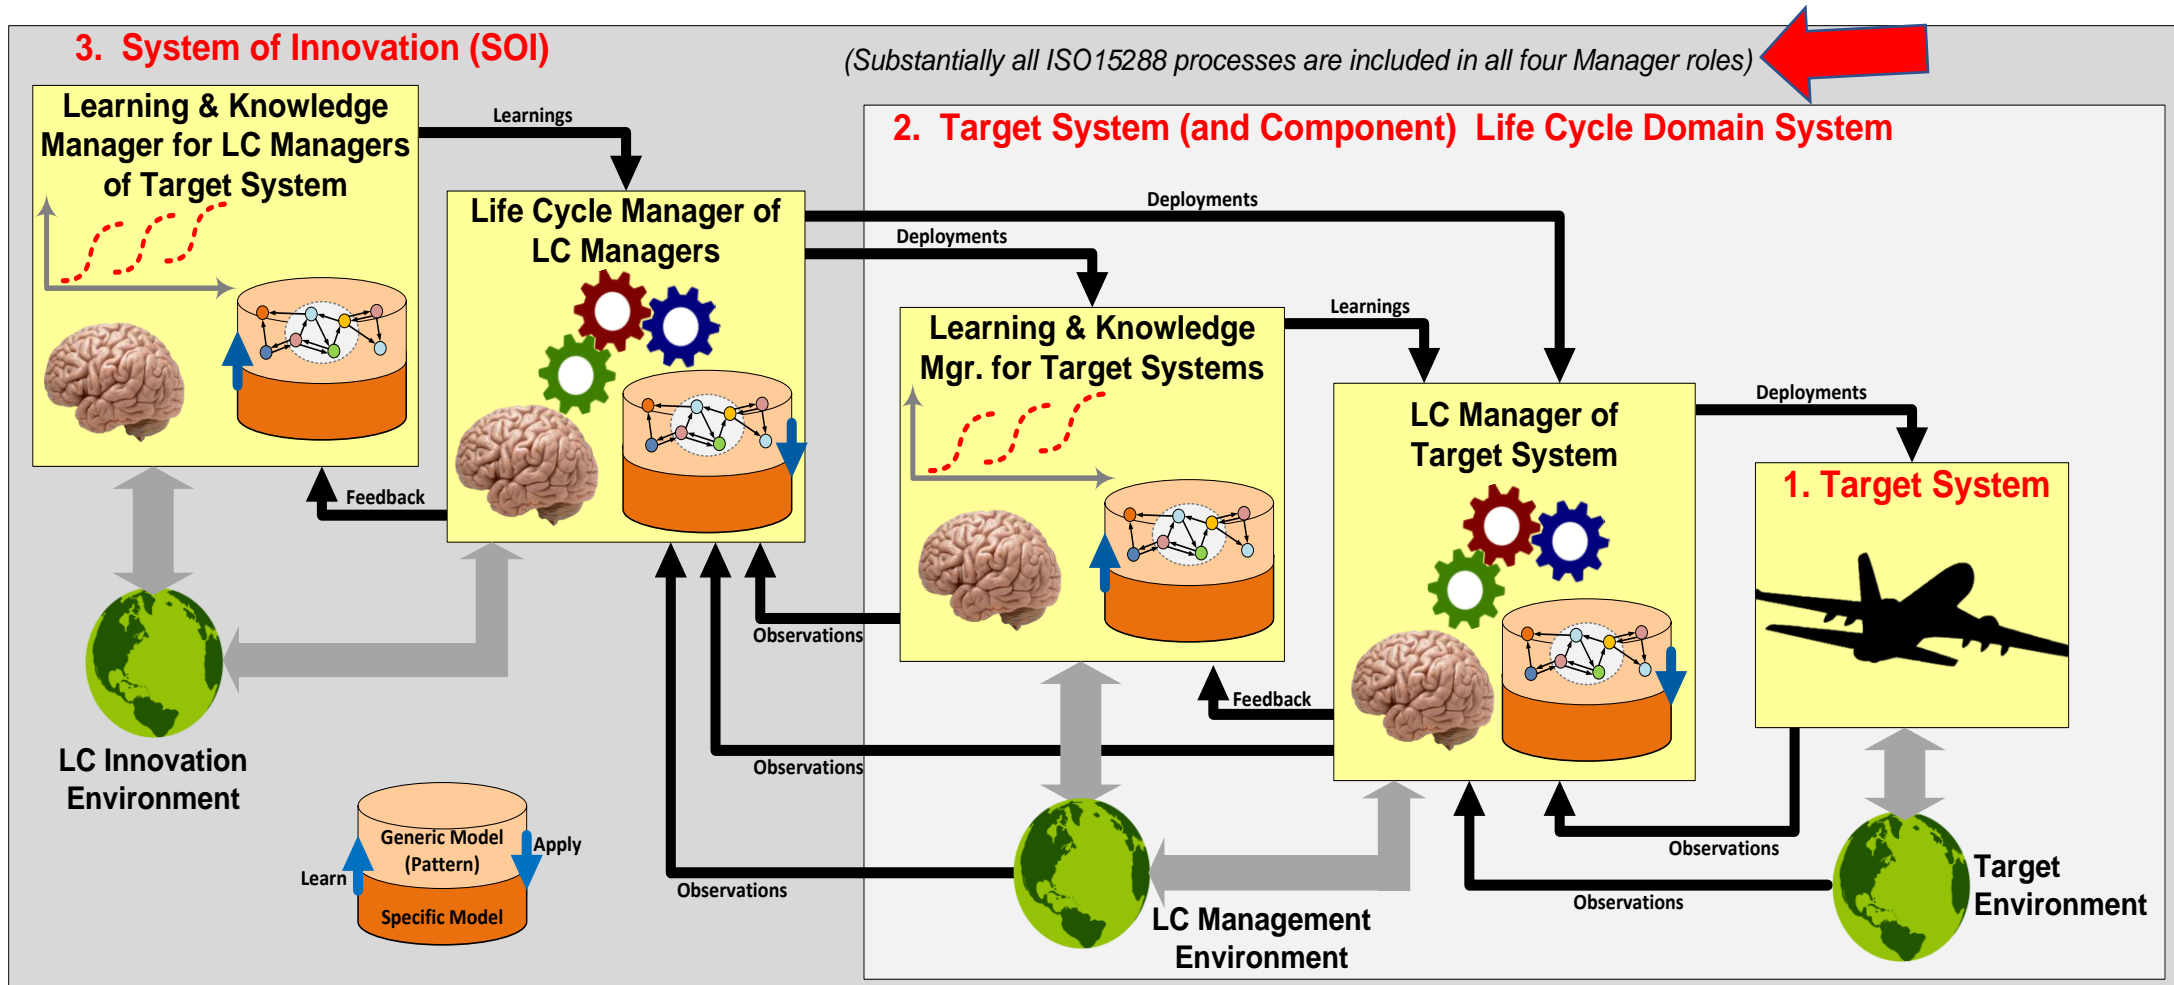 3.  System of Innovation (SOI)
(Substantially all ISO15288 processes are included in all four Manager roles)
Learning & Knowledge
Manager for LC Managers
of Target System
Learnings
2.  Target System (and Component)  Life Cycle Domain System
Life Cycle Manager of
LC Managers
Deployments
Deployments
Learning & Knowledge
Mgr. for Target Systems
Learnings
LC Manager of
Target System
Deployments
1. Target System
Feedback
Observations
Feedback
Observations
Observations
Observations
Observations
LC Innovation
Environment
Generic Model
(Pattern)
Apply
Learn
Specific Model
LC Management
Environment
Target
Environment